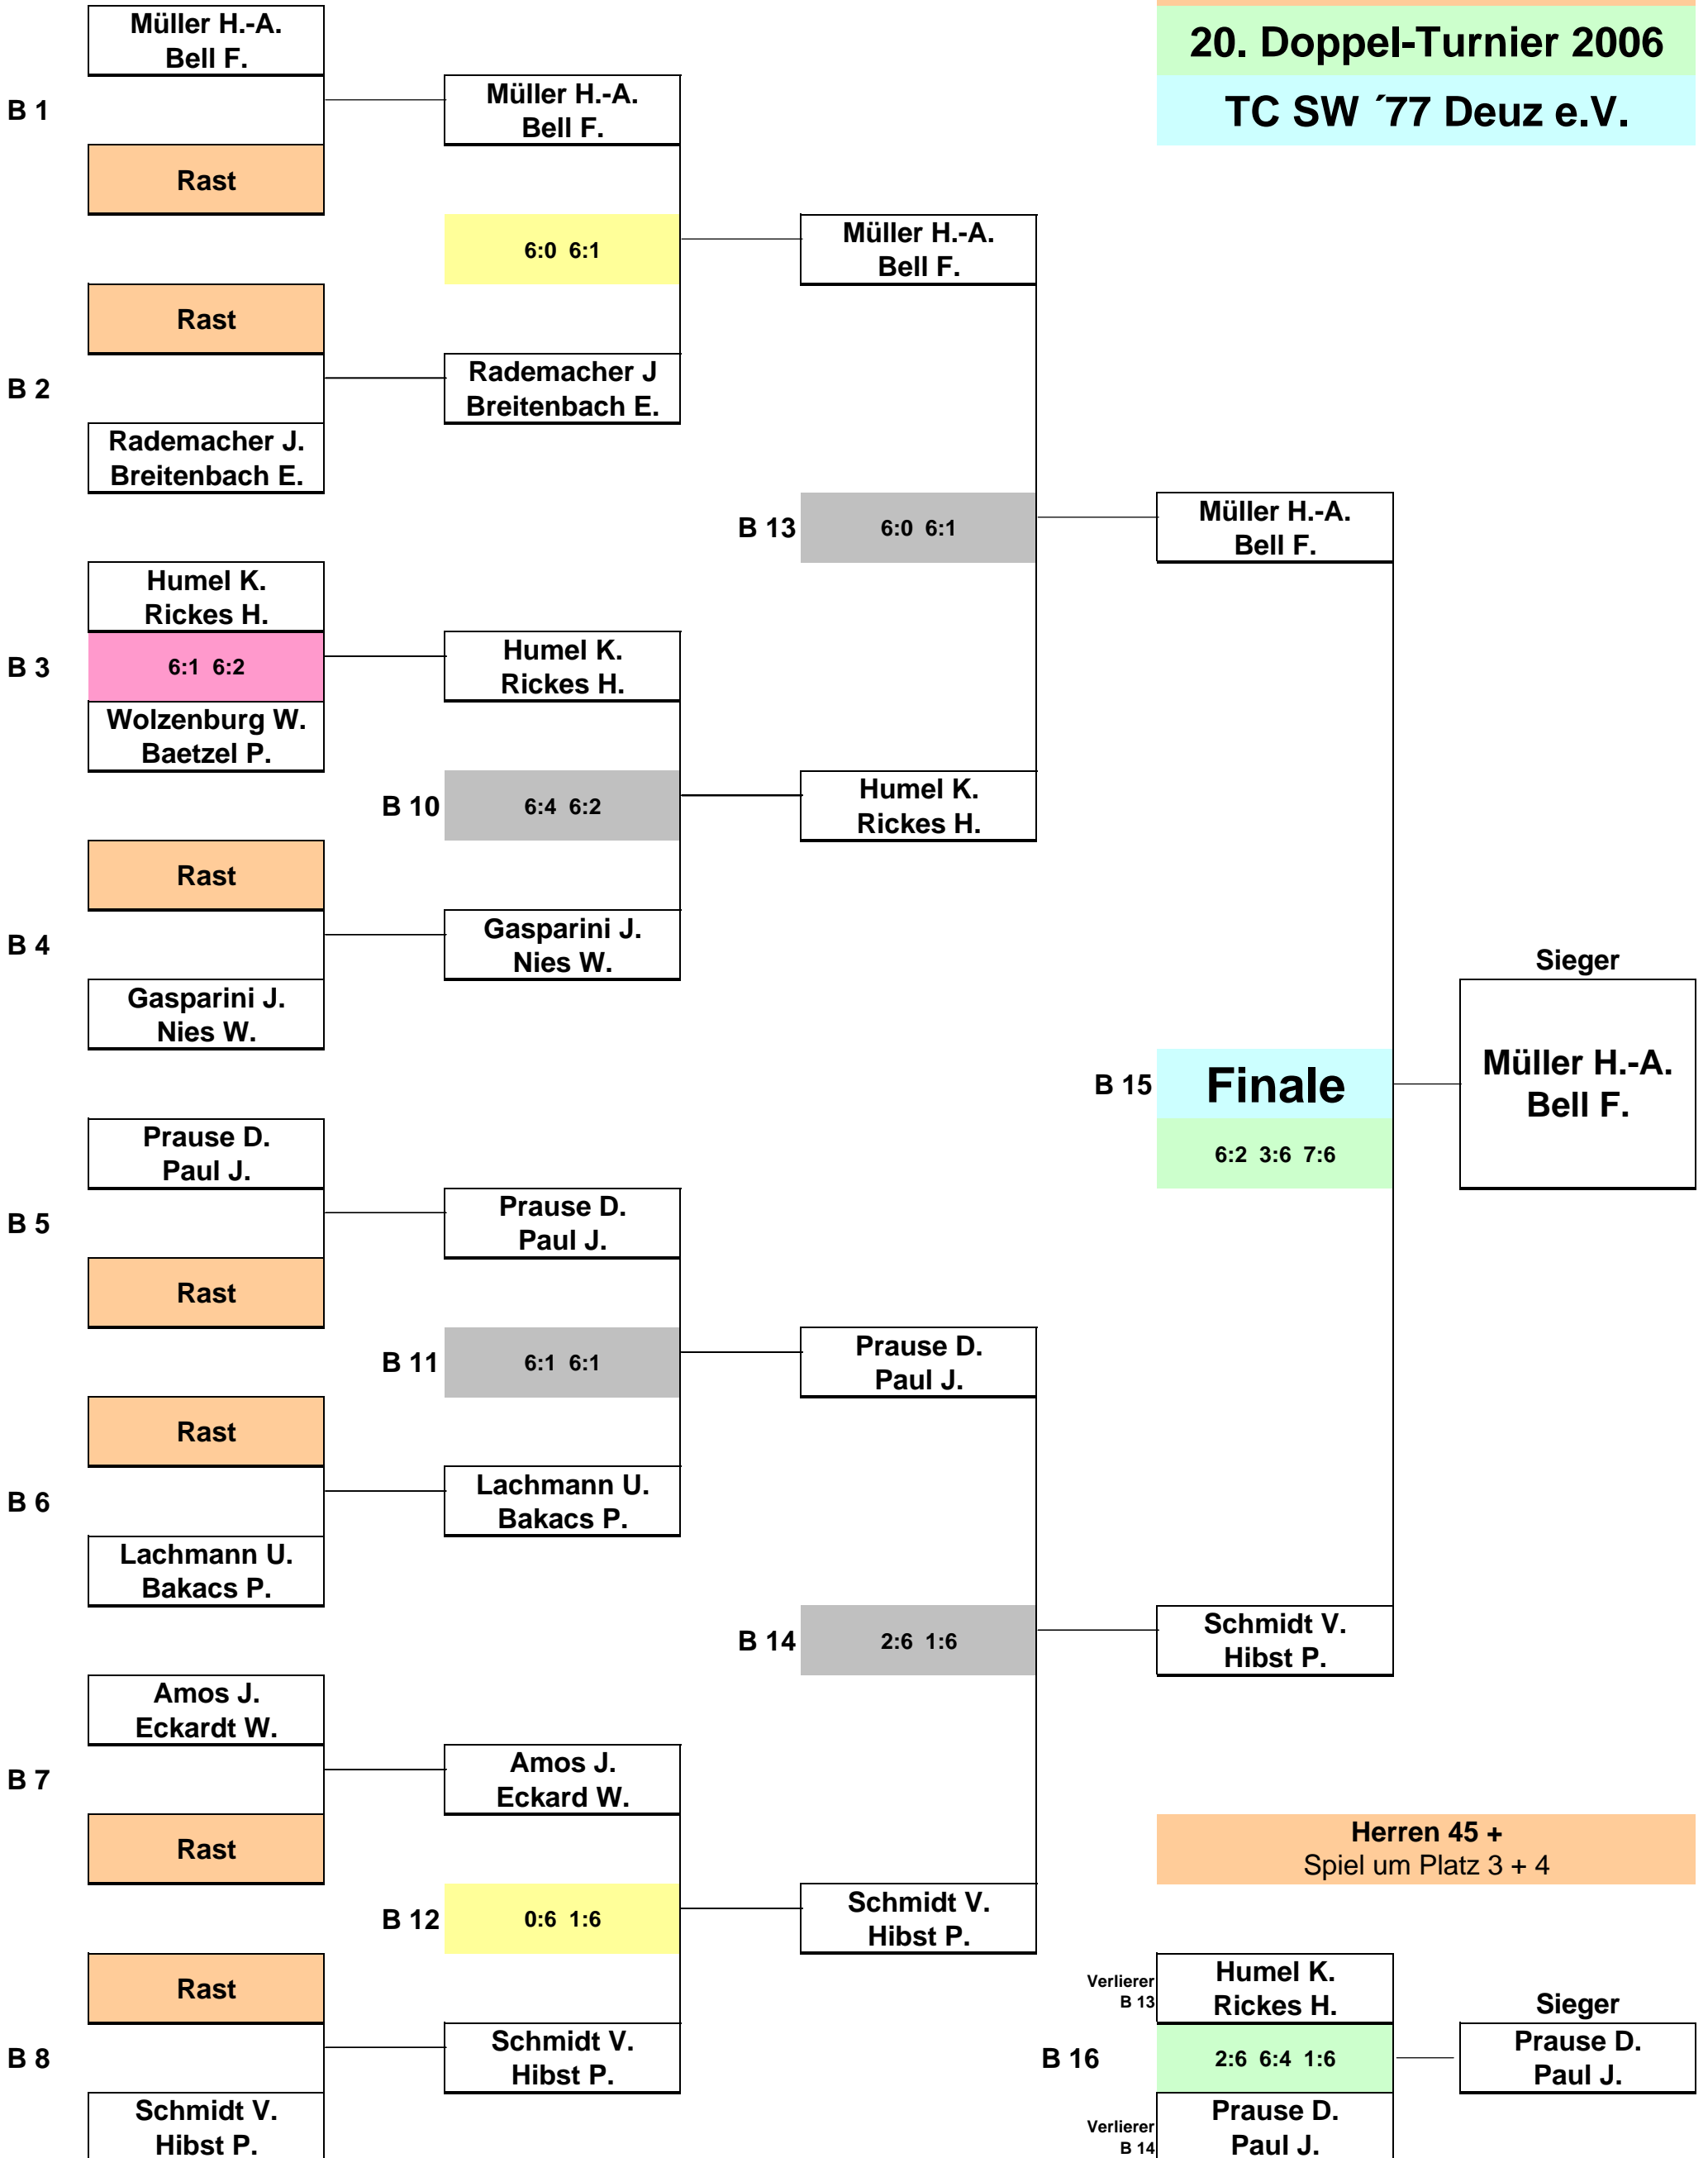 20. Doppel-Turnier 2006
TC SW ´77 Deuz e.V.
Müller H.-A.
Bell F.
B 1
Rast
Rast
B 2
Rademacher J.
Breitenbach E.
Humel K.
Rickes H.
B 3
6:1 6:2
Wolzenburg W.
Baetzel P.
Rast
B 4
Gasparini J.
Nies W.
Prause D.
Paul J.
B 5
Rast
Rast
B 6
Lachmann U.
Bakacs P.
Amos J.
Eckardt W.
B 7
Rast
Rast
B 8
Schmidt V.
Hibst P.
Müller H.-A.
Bell F.
6:0 6:1
Rademacher J
Breitenbach E.
Humel K.
Rickes H.
B 10
6:4 6:2
Gasparini J.
Nies W.
Prause D.
Paul J.
B 11
6:1 6:1
Lachmann U.
Bakacs P.
Amos J.
Eckard W.
B 12
0:6 1:6
Schmidt V.
Hibst P.
Müller H.-A.
Bell F.
B 13
6:0 6:1
Humel K.
Rickes H.
Prause D.
Paul J.
B 14
2:6 1:6
Schmidt V.
Hibst P.
Müller H.-A.
Bell F.
B 15
Finale
6:2 3:6 7:6
Schmidt V.
Hibst P.
Sieger
Müller H.-A.
Bell F.
Herren 45 +
Spiel um Platz 3 + 4
Verlierer
B 13
Humel K.
Rickes H.
B 16
2:6 6:4 1:6
Verlierer
B 14
Prause D.
Paul J.
Sieger
Prause D.
Paul J.